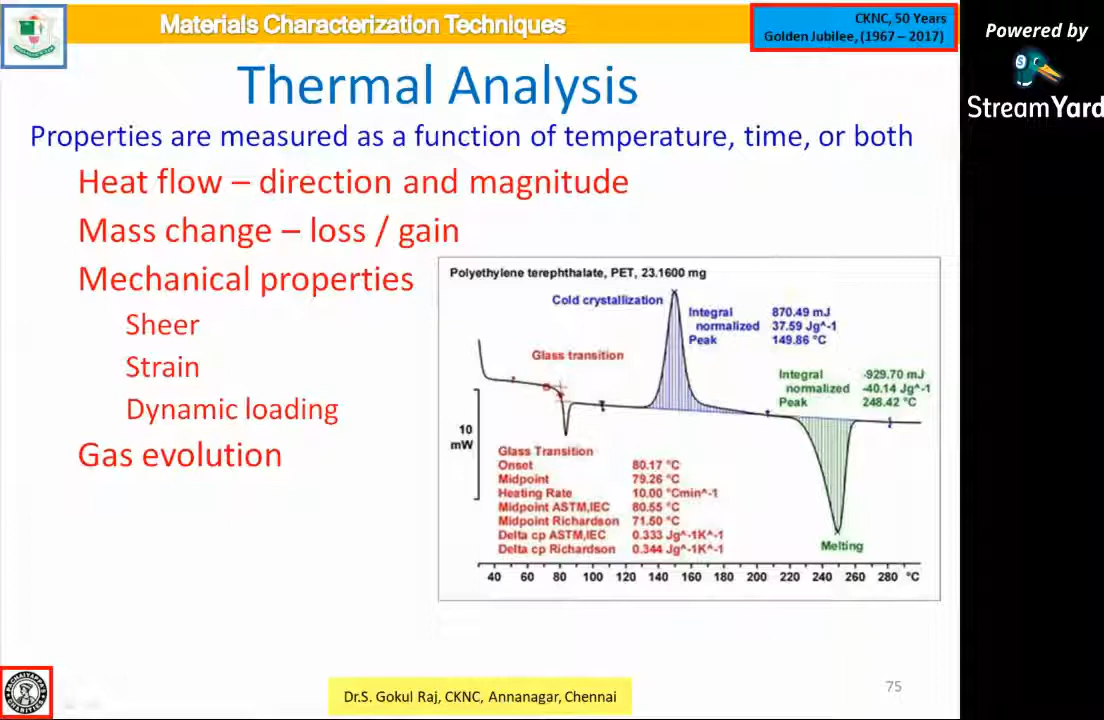 Materials Characterization Techniques
CKNC, 50 Years
Golden Jubilee, (1967 – 2017)
Powered by
StreamYard
Thermal Analysis
Properties are measured as a function of temperature, time, or both
Heat flow – direction and magnitude
Mass change – loss / gain
Mechanical properties
Sheer
Strain
Dynamic loading
Gas evolution
Polyethylene terephthalate, PET, 23.1600 mg
Cold crystallization
Integral 870.49 mJ
normalized 37.59 Jg^-1
Peak 149.86 °C
Glass transition
Integral -929.70 mJ
normalized -40.14 Jg^-1
Peak 248.42 °C
10
mW
Glass Transition
Onset 80.17 °C
Midpoint 79.26 °C
Heating Rate 10.00 °Cmin^-1
Midpoint ASTM,IEC 80.55 °C
Midpoint Richardson 71.50 °C
Delta cp ASTM,IEC 0.333 Jg^-1K^-1
Delta cp Richardson 0.344 Jg^-1K^-1
Melting
40 60 80 100 120 140 160 180 200 220 240 260 280 °C
Dr.S. Gokul Raj, CKNC, Annanagar, Chennai
75